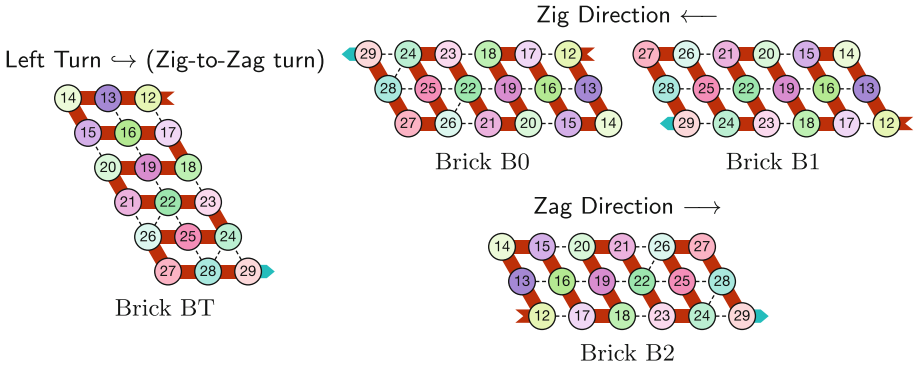 Zig Direction ←—
Left Turn ↪ (Zig-to-Zag turn)
14 13 12
15 16 17
20 19 18
21 22 23
26 25 24
27 28 29
Brick BT
29 24 23 18 17 12
28 25 22 19 16 13
27 26 21 20 15 14
Brick B0
27 26 21 20 15 14
28 25 22 19 16 13
29 24 23 18 17 12
Brick B1
Zag Direction —→
14 15 20 21 26 27
13 16 19 22 25 28
12 17 18 23 24 29
Brick B2